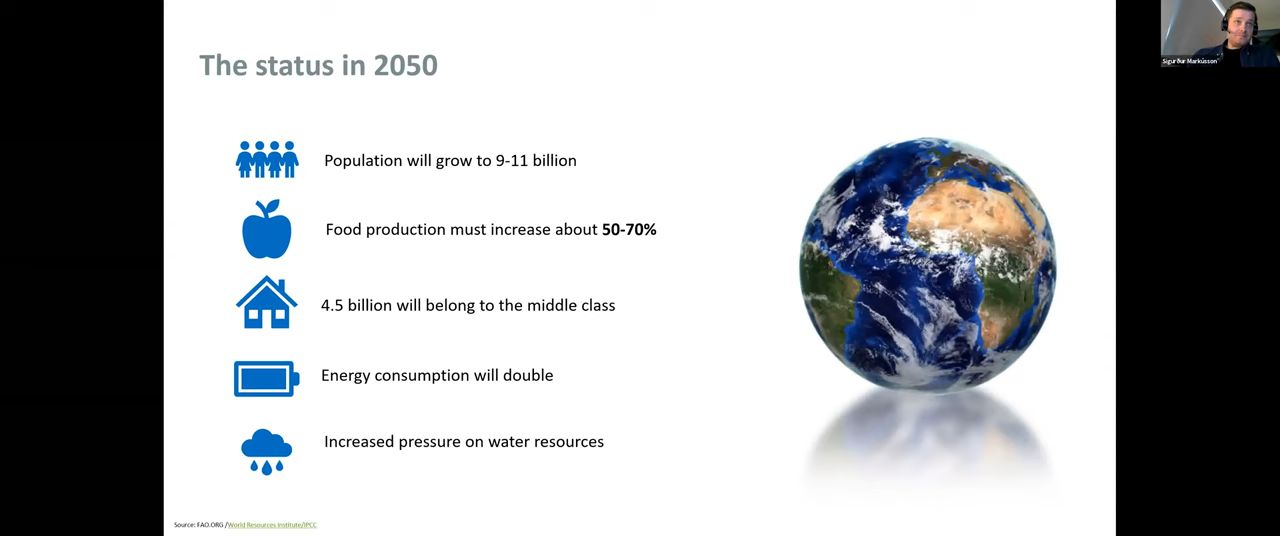 The status in 2050
Population will grow to 9-11 billion
Food production must increase about 50-70%
4.5 billion will belong to the middle class
Energy consumption will double
Increased pressure on water resources
Source: FAO.ORG /World Resources Institute/IPCC
Sigurður Markússon